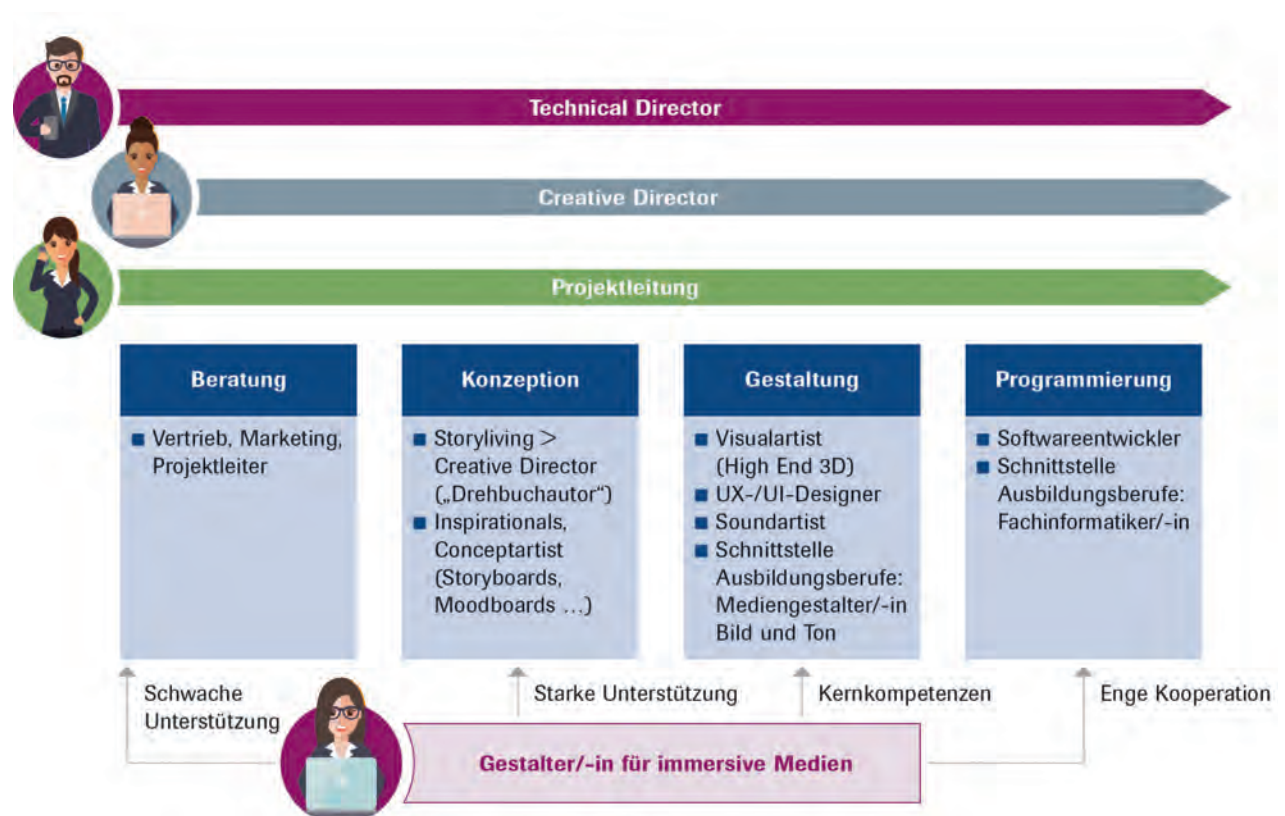 Technical Director
Creative Director
Projektleitung
Beratung
Vertrieb, Marketing,
Projektleiter
Konzeption
Storyliving >
Creative Director
(„Drehbuchautor“)
Inspirationals,
Conceptartist
(Storyboards,
Moodboards …)
Gestaltung
Visualartist
(High End 3D)
UX-/UI-Designer
Soundartist
Schnittstelle
Ausbildungsberufe:
Mediengestalter/-in
Bild und Ton
Programmierung
Softwareentwickler
Schnittstelle
Ausbildungsberufe:
Fachinformatiker/-in
Schwache
Unterstützung
Starke Unterstützung
Kernkompetenzen
Enge Kooperation
Gestalter/-in für immersive Medien